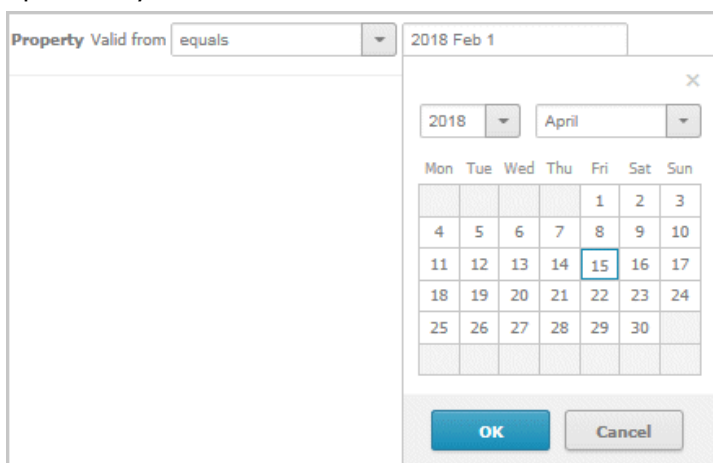 Property Valid from equals 2018 Feb 1
×
2018 April
Mon Tue Wed Thu Fri Sat Sun
1 2 3
4 5 6 7 8 9 10
11 12 13 14 15 16 17
18 19 20 21 22 23 24
25 26 27 28 29 30
OK Cancel